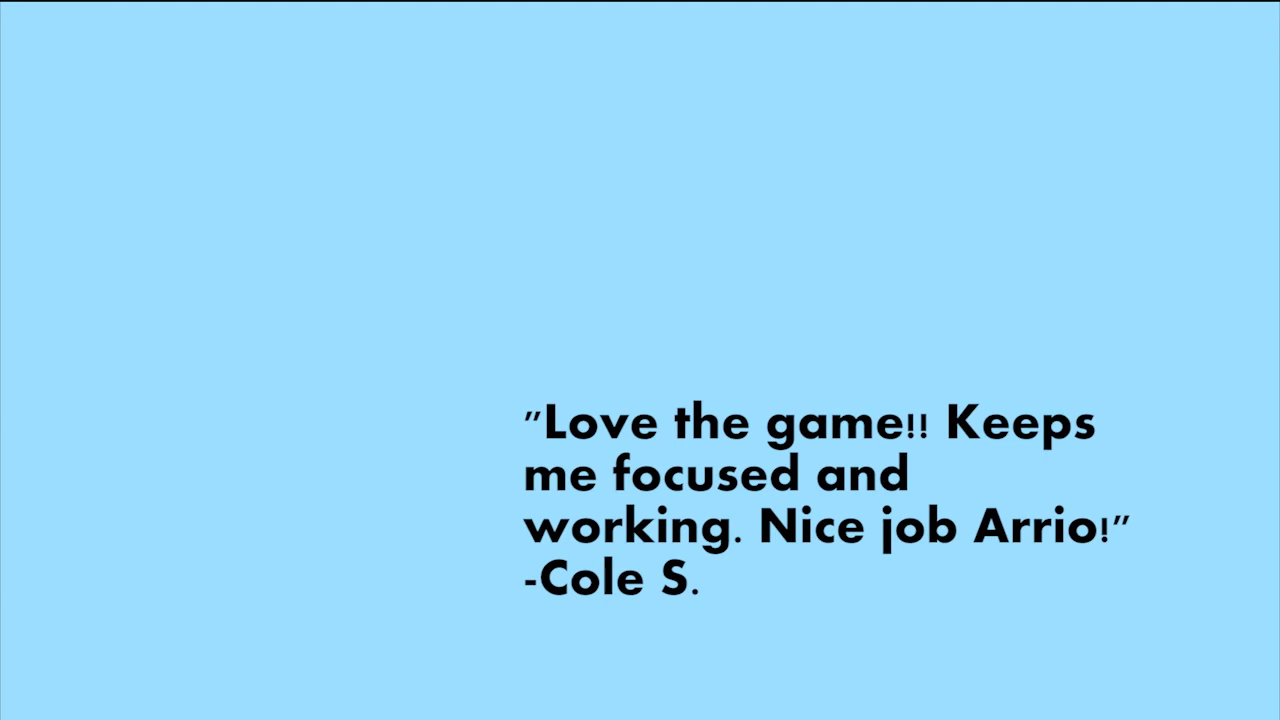 "Love the game!! Keeps
me focused and
working. Nice job Arrio!"
-Cole S.